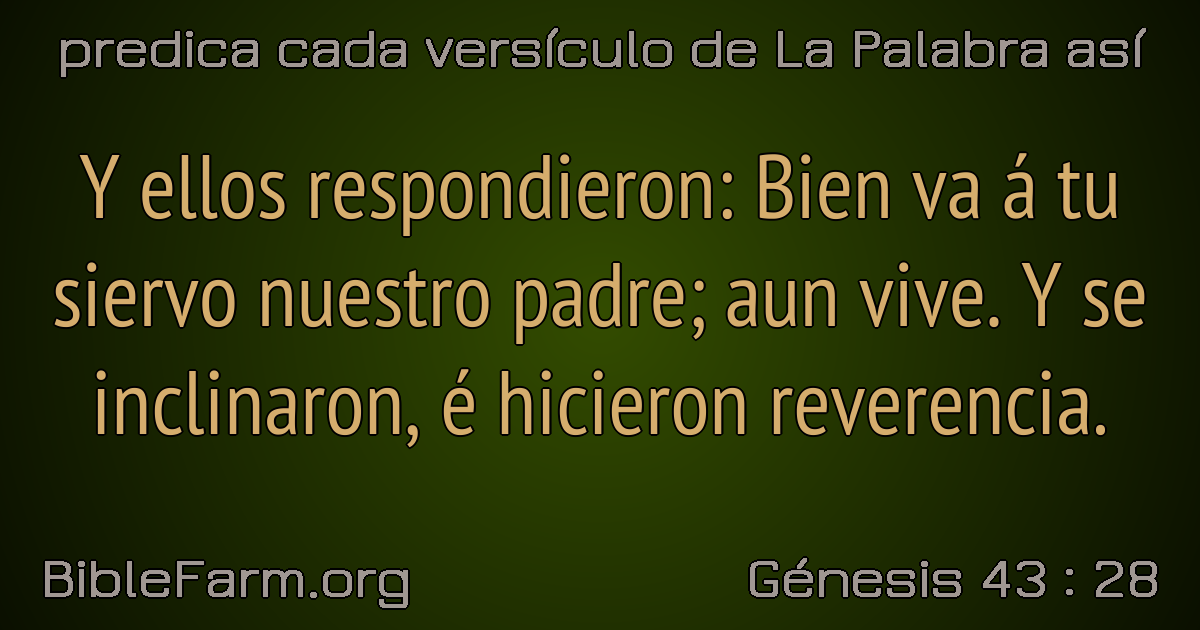 predica cada versículo de La Palabra así
Y ellos respondieron: Bien va á tu
siervo nuestro padre; aun vive. Y se
inclinaron, é hicieron reverencia.
BibleFarm.org
Génesis 43 : 28